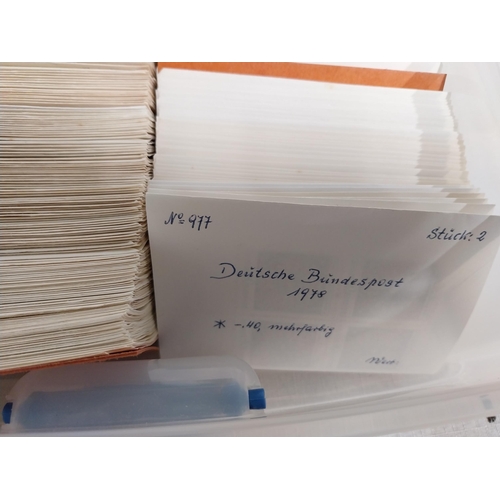 Nº 977
Stück: 2
Deutsche Bundespost
1978
* -.40, mehrfarbig